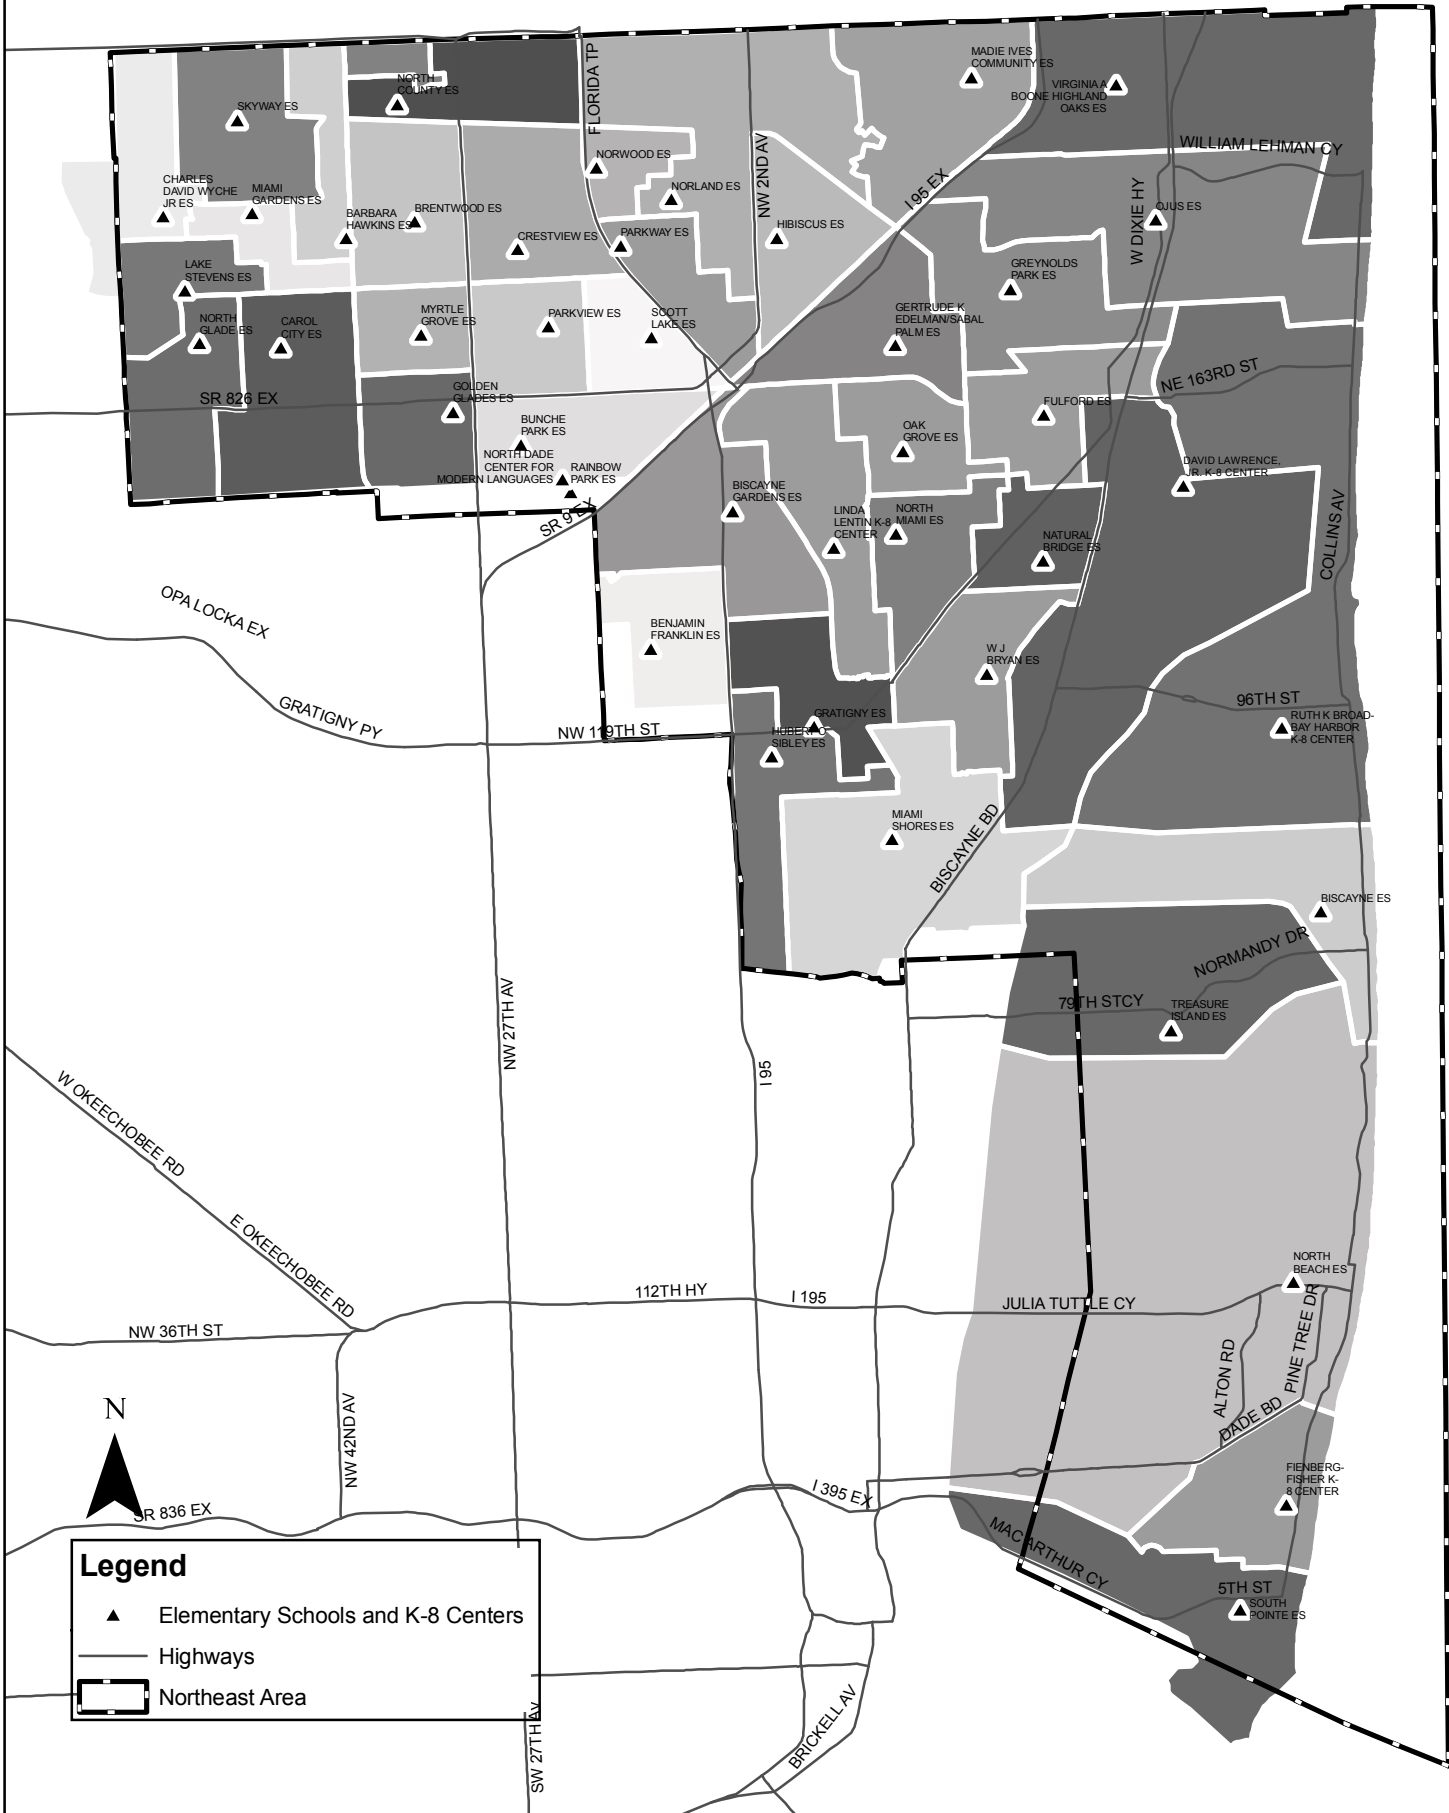 MADIE IVES
COMMUNITY ES
VIRGINIA A
BOONE HIGHLAND
OAKS ES
NORTH
COUNTY ES
SKYWAY ES
FLORIDA TP
NORWOOD ES
NW 2ND AV
WILLIAM LEHMAN CY
CHARLES
DAVID WYCHE
JR ES
MIAMI
GARDENS ES
NORLAND ES
I 95 EX
W DIXIE HY
BARBARA
HAWKINS ES
BRENTWOOD ES
CRESTVIEW ES
PARKWAY ES
HIBISCUS ES
OJUS ES
LAKE
STEVENS ES
GREYNOLDS
PARK ES
NORTH
GLADE ES
CAROL
CITY ES
MYRTLE
GROVE ES
PARKVIEW ES
SCOTT
LAKE ES
GERTRUDE K
EDELMAN/SABAL
PALM ES
NE 163RD ST
SR 826 EX
GOLDEN
GLADES ES
FULFORD ES
BUNCHE
PARK ES
OAK
GROVE ES
NORTH DADE
CENTER FOR
MODERN LANGUAGES
RAINBOW
PARK ES
DAVID LAWRENCE,
JR. K-8 CENTER
BISCAYNE
GARDENS ES
SR 9 EX
LINDA
LENTIN K-8
CENTER
NORTH
MIAMI ES
NATURAL
BRIDGE ES
COLLINS AV
OPA LOCKA EX
BENJAMIN
FRANKLIN ES
W J
BRYAN ES
GRATIGNY PY
NW 119TH ST
GRATIGNY ES
HUBERT O
SIBLEY ES
96TH ST
RUTH K BROAD-
BAY HARBOR
K-8 CENTER
MIAMI
SHORES ES
BISCAYNE BD
BISCAYNE ES
NORMANDY DR
79TH STCY
TREASURE
ISLAND ES
NW 27TH AV
I 95
W OKEECHOBEE RD
E OKEECHOBEE RD
NORTH
BEACH ES
112TH HY
I 195
JULIA TUTTLE CY
NW 36TH ST
PINE TREE DR
ALTON RD
DADE BD
N
NW 42ND AV
FIENBERG-
FISHER K-
8 CENTER
SR 836 EX
I 395 EX
MAC ARTHUR CY
5TH ST
SOUTH
POINTE ES
Legend
Elementary Schools and K-8 Centers
Highways
Northeast Area
SW 27TH AV
BRICKELL AV